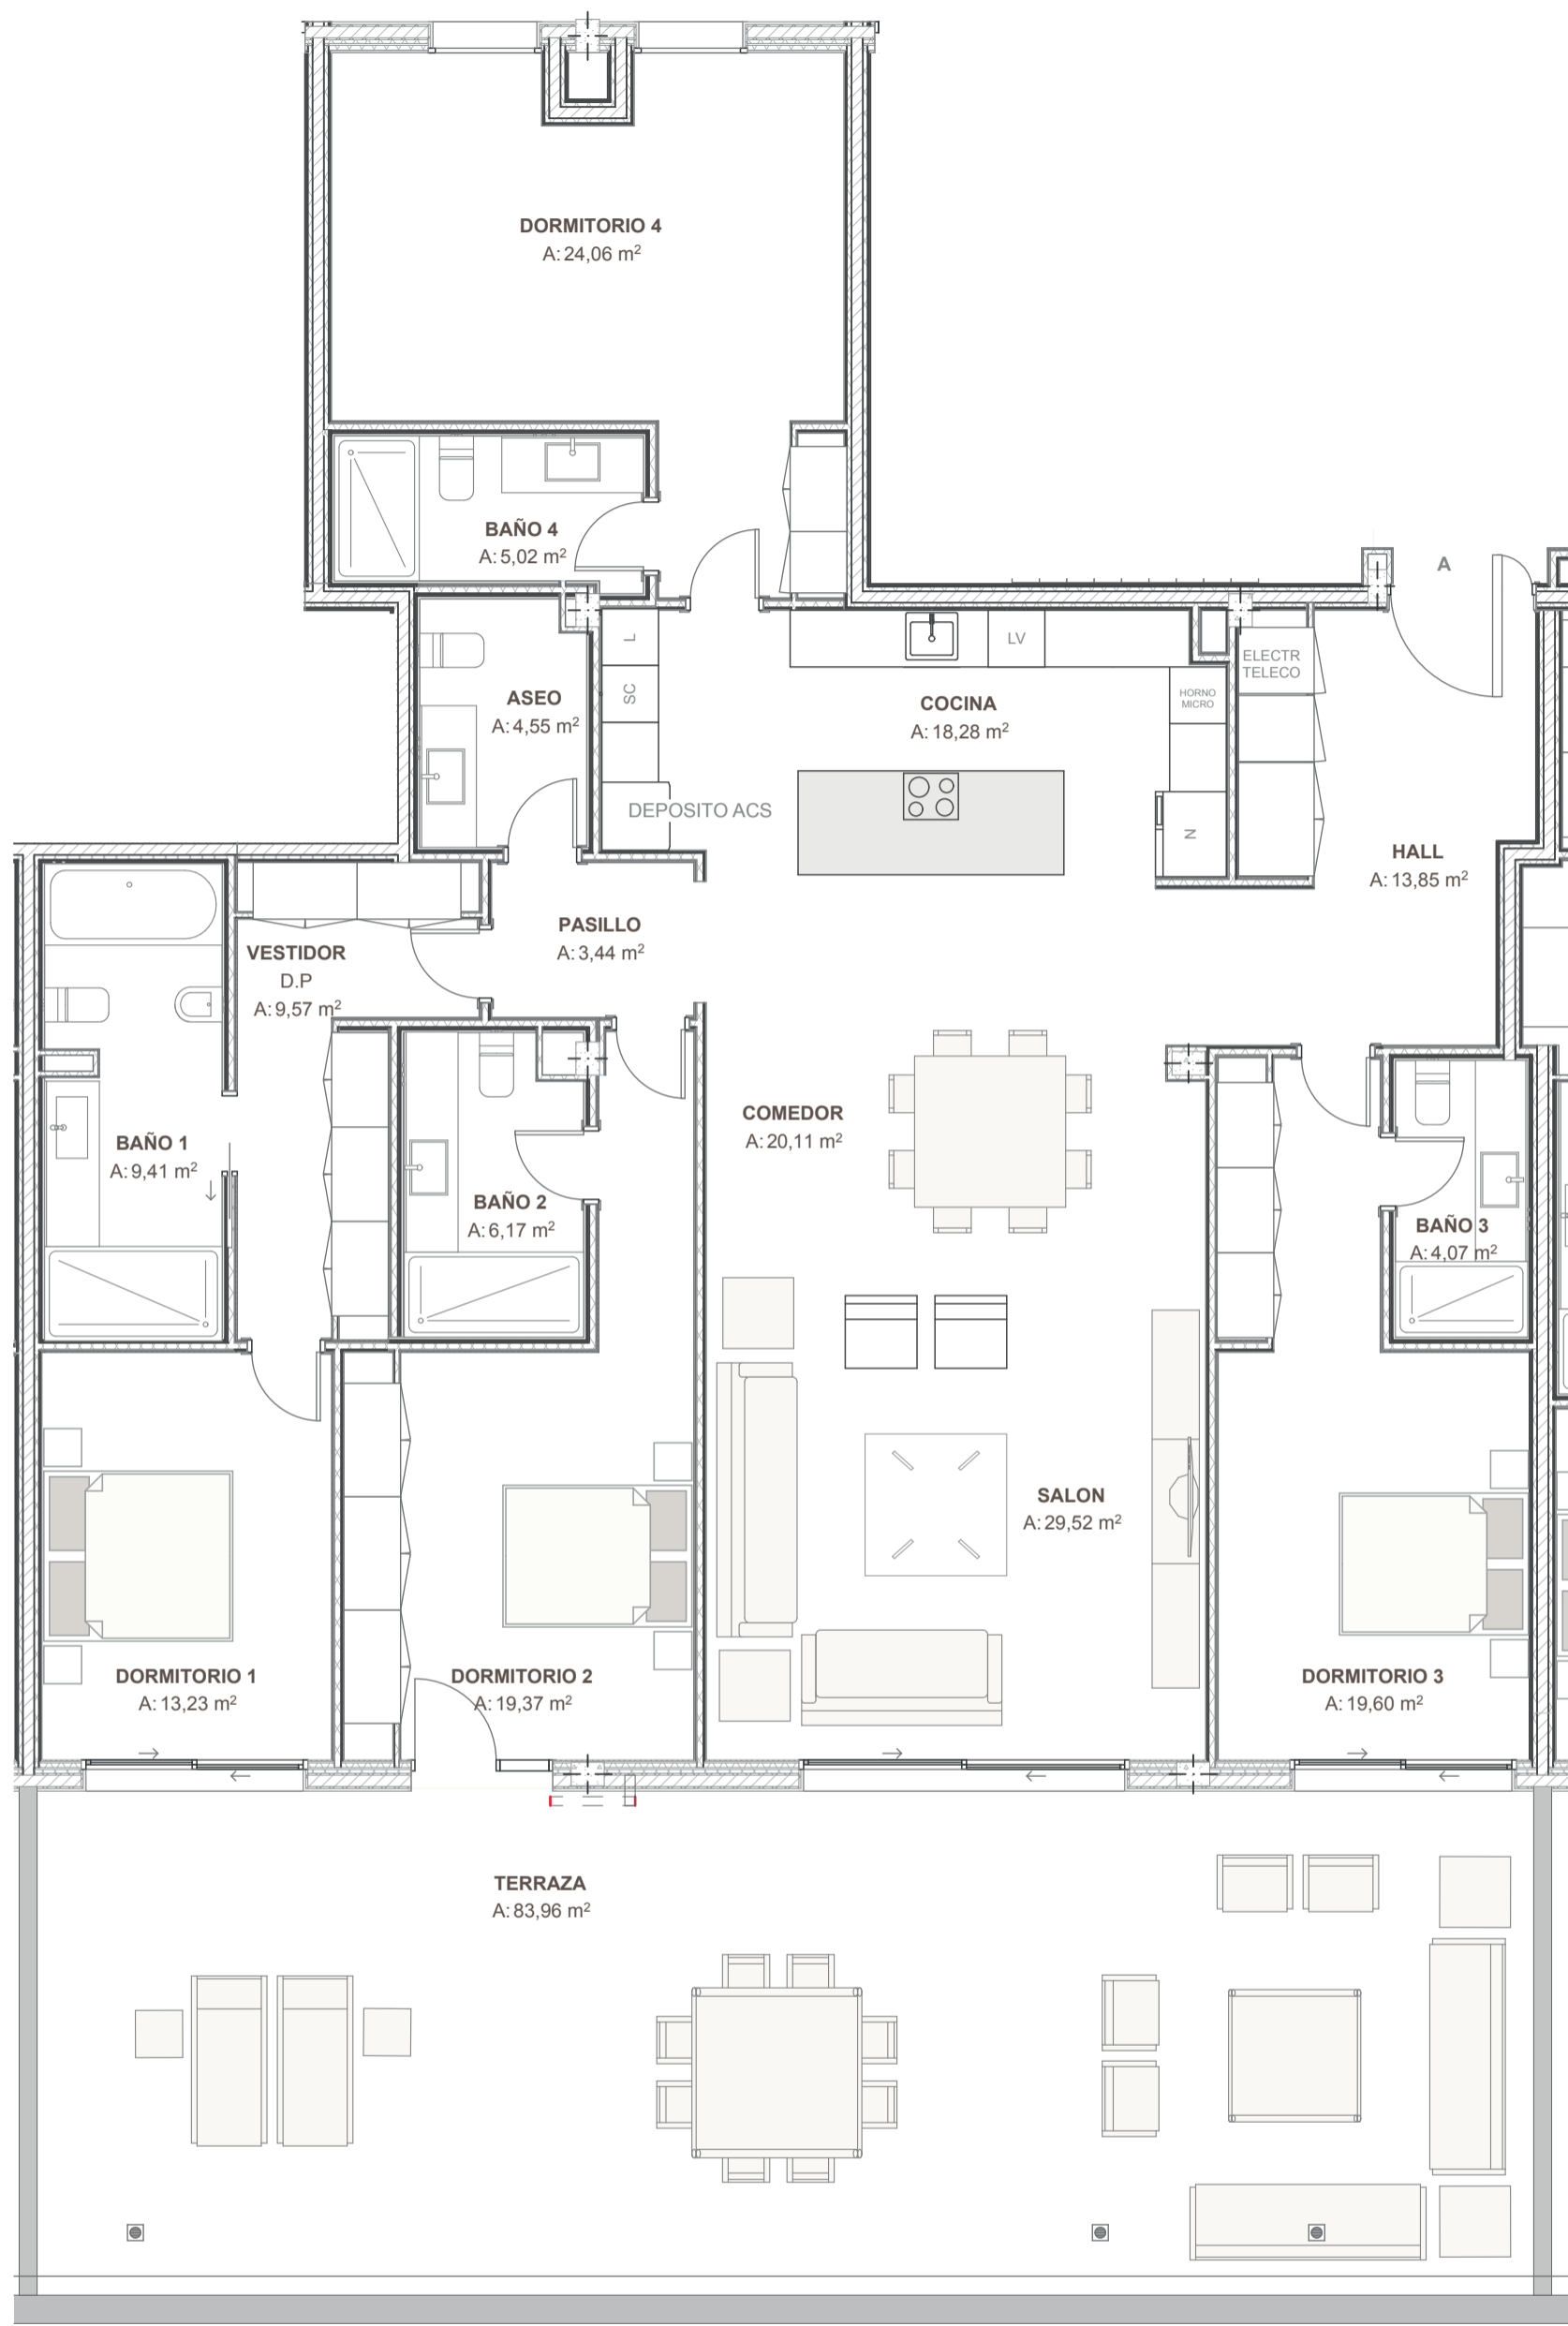 DORMITORIO 4
A: 24,06 m²
BAÑO 4
A: 5,02 m²
A
L
SC
LV
ELECTR
TELECO
HORNO
MICRO
ASEO
A: 4,55 m²
COCINA
A: 18,28 m²
DEPOSITO ACS
N
HALL
A: 13,85 m²
PASILLO
A: 3,44 m²
VESTIDOR
D.P
A: 9,57 m²
COMEDOR
A: 20,11 m²
BAÑO 1
A: 9,41 m²
BAÑO 2
A: 6,17 m²
BAÑO 3
A: 4,07 m²
SALON
A: 29,52 m²
DORMITORIO 1
A: 13,23 m²
DORMITORIO 2
A: 19,37 m²
DORMITORIO 3
A: 19,60 m²
TERRAZA
A: 83,96 m²